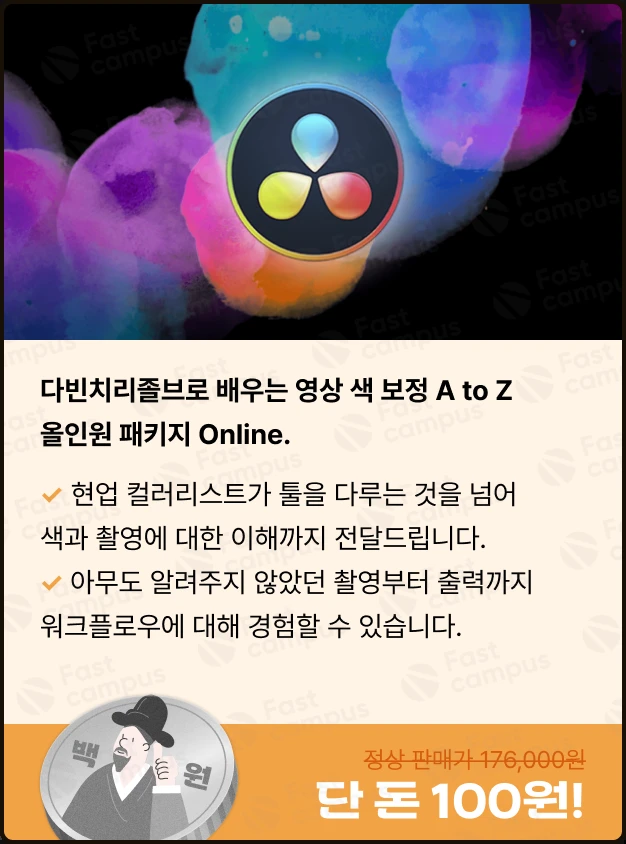 다빈치리졸브로 배우는 영상 색 보정 A to Z
올인원 패키지 Online.
✓ 현업 컬러리스트가 툴을 다루는 것을 넘어
색과 촬영에 대한 이해까지 전달드립니다.
✓ 아무도 알려주지 않았던 촬영부터 출력까지
워크플로우에 대해 경험할 수 있습니다.
백 원
정상 판매가 176,000원
단 돈 100원!
Fast campus